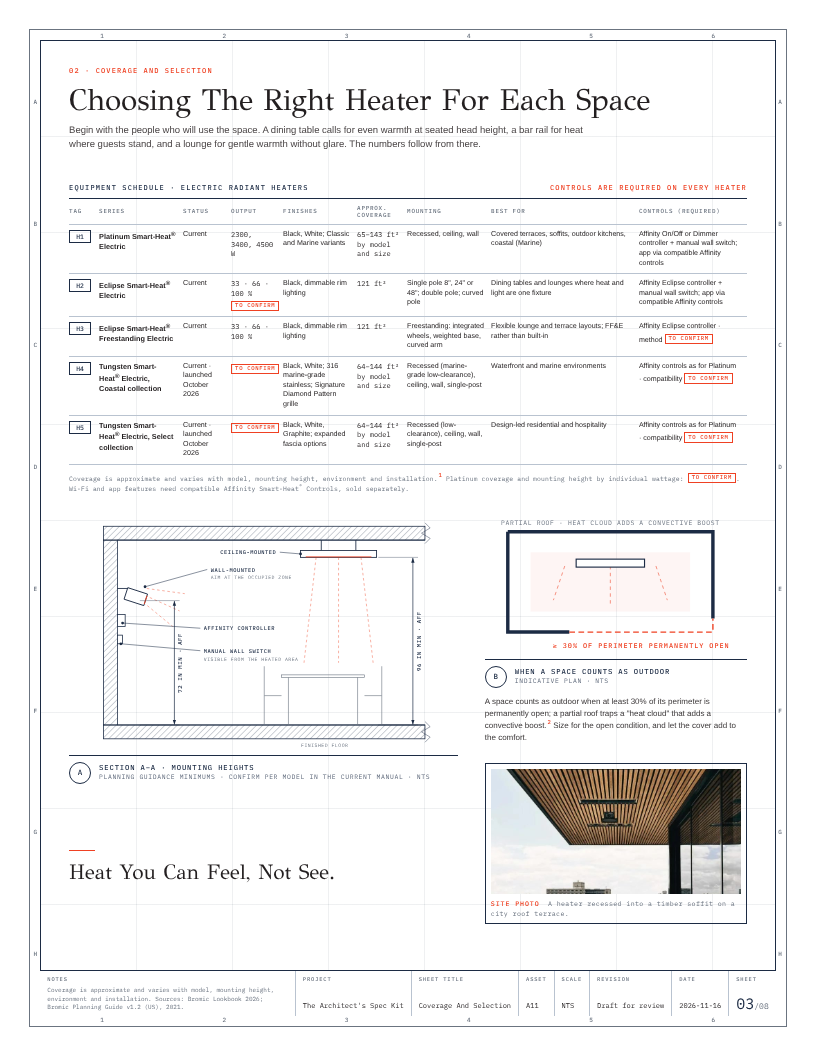 1 2 3 4 5 6
A A
B B
C C
D D
E E
F F
G G
H H
02 · COVERAGE AND SELECTION
Choosing The Right Heater For Each Space
Begin with the people who will use the space. A dining table calls for even warmth at seated head height, a bar rail for heat
where guests stand, and a lounge for gentle warmth without glare. The numbers follow from there.
EQUIPMENT SCHEDULE · ELECTRIC RADIANT HEATERS
CONTROLS ARE REQUIRED ON EVERY HEATER
TAG SERIES STATUS OUTPUT FINISHES APPROX. COVERAGE MOUNTING BEST FOR CONTROLS (REQUIRED)
H1
Platinum Smart-Heat®
Electric
Current
2300,
3400, 4500
W
Black, White; Classic
and Marine variants
65–143 ft²
by model
and size
Recessed, ceiling, wall
Covered terraces, soffits, outdoor kitchens,
coastal (Marine)
Affinity On/Off or Dimmer
controller + manual wall switch;
app via compatible Affinity
controls
H2
Eclipse Smart-Heat®
Electric
Current
33 · 66 ·
100 %
TO CONFIRM
Black, dimmable rim
lighting
121 ft²
Single pole 8", 24" or
48"; double pole; curved
pole
Dining tables and lounges where heat and
light are one fixture
Affinity Eclipse controller +
manual wall switch; app via
compatible Affinity controls
H3
Eclipse Smart-Heat®
Freestanding Electric
Current
33 · 66 ·
100 %
Black, dimmable rim
lighting
121 ft²
Freestanding: integrated
wheels, weighted base,
curved arm
Flexible lounge and terrace layouts; FF&E
rather than built-in
Affinity Eclipse controller ·
method TO CONFIRM
H4
Tungsten Smart-
Heat® Electric,
Coastal collection
Current ·
launched
October
2026
TO CONFIRM
Black, White; 316
marine-grade
stainless; Signature
Diamond Pattern
grille
64–144 ft²
by model
and size
Recessed (marine-
grade low-clearance),
ceiling, wall, single-post
Waterfront and marine environments
Affinity controls as for Platinum
· compatibility TO CONFIRM
H5
Tungsten Smart-
Heat® Electric, Select
collection
Current ·
launched
October
2026
TO CONFIRM
Black, White,
Graphite; expanded
fascia options
64–144 ft²
by model
and size
Recessed (low-
clearance), ceiling, wall,
single-post
Design-led residential and hospitality
Affinity controls as for Platinum
· compatibility TO CONFIRM
Coverage is approximate and varies with model, mounting height, environment and installation.1 Platinum coverage and mounting height by individual wattage: TO CONFIRM.
Wi-Fi and app features need compatible Affinity Smart-Heat® Controls, sold separately.
CEILING-MOUNTED
WALL-MOUNTED
AIM AT THE OCCUPIED ZONE
AFFINITY CONTROLLER
MANUAL WALL SWITCH
VISIBLE FROM THE HEATED AREA
72 IN MIN · AFF
96 IN MIN · AFF
FINISHED FLOOR
A
SECTION A–A · MOUNTING HEIGHTS
PLANNING GUIDANCE MINIMUMS · CONFIRM PER MODEL IN THE CURRENT MANUAL · NTS
PARTIAL ROOF · HEAT CLOUD ADDS A CONVECTIVE BOOST
≥ 30% OF PERIMETER PERMANENTLY OPEN
B
WHEN A SPACE COUNTS AS OUTDOOR
INDICATIVE PLAN · NTS
A space counts as outdoor when at least 30% of its perimeter is
permanently open; a partial roof traps a "heat cloud" that adds a
convective boost.2 Size for the open condition, and let the cover add to
the comfort.
Heat You Can Feel, Not See.
SITE PHOTO A heater recessed into a timber soffit on a
city roof terrace.
NOTES
Coverage is approximate and varies with model, mounting height,
environment and installation. Sources: Bromic Lookbook 2026;
Bromic Planning Guide v1.2 (US), 2021.
PROJECT
The Architect's Spec Kit
SHEET TITLE
Coverage And Selection
ASSET
A11
SCALE
NTS
REVISION
Draft for review
DATE
2026-11-16
SHEET
03/08
1 2 3 4 5 6